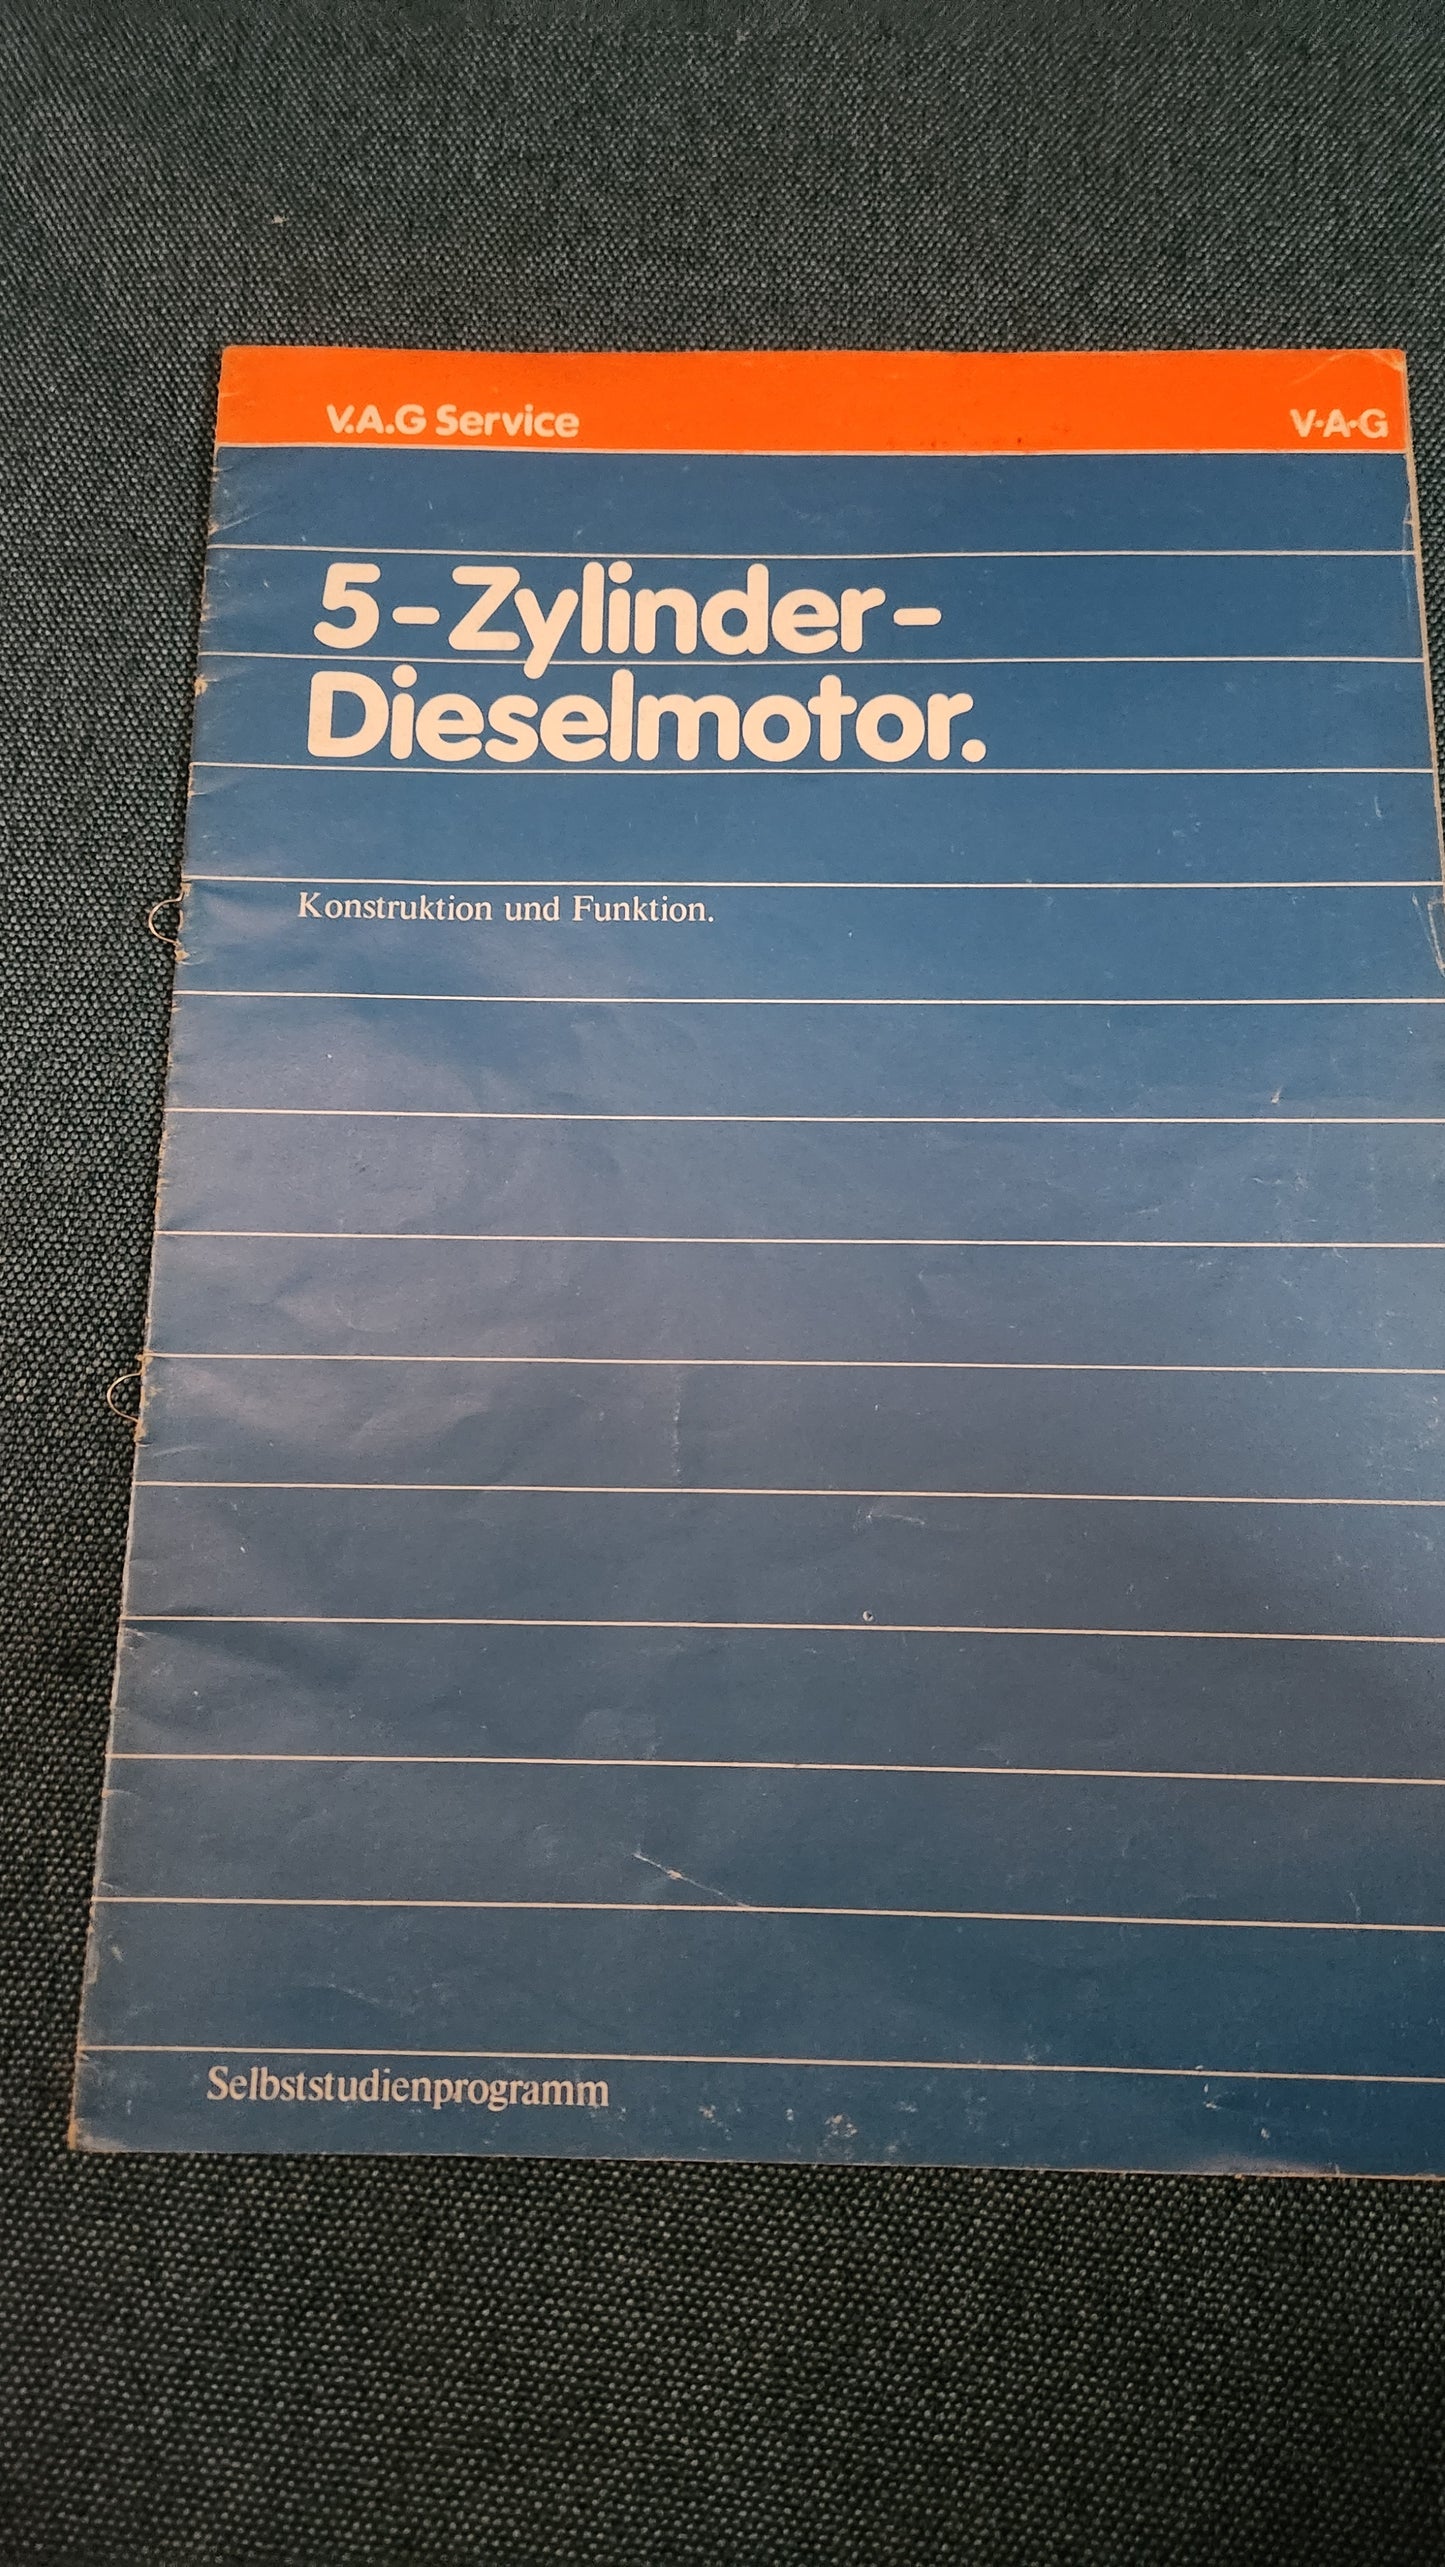 V.A.G Service
V·A·G
5-Zylinder-
Dieselmotor.
Konstruktion und Funktion.
Selbststudienprogramm